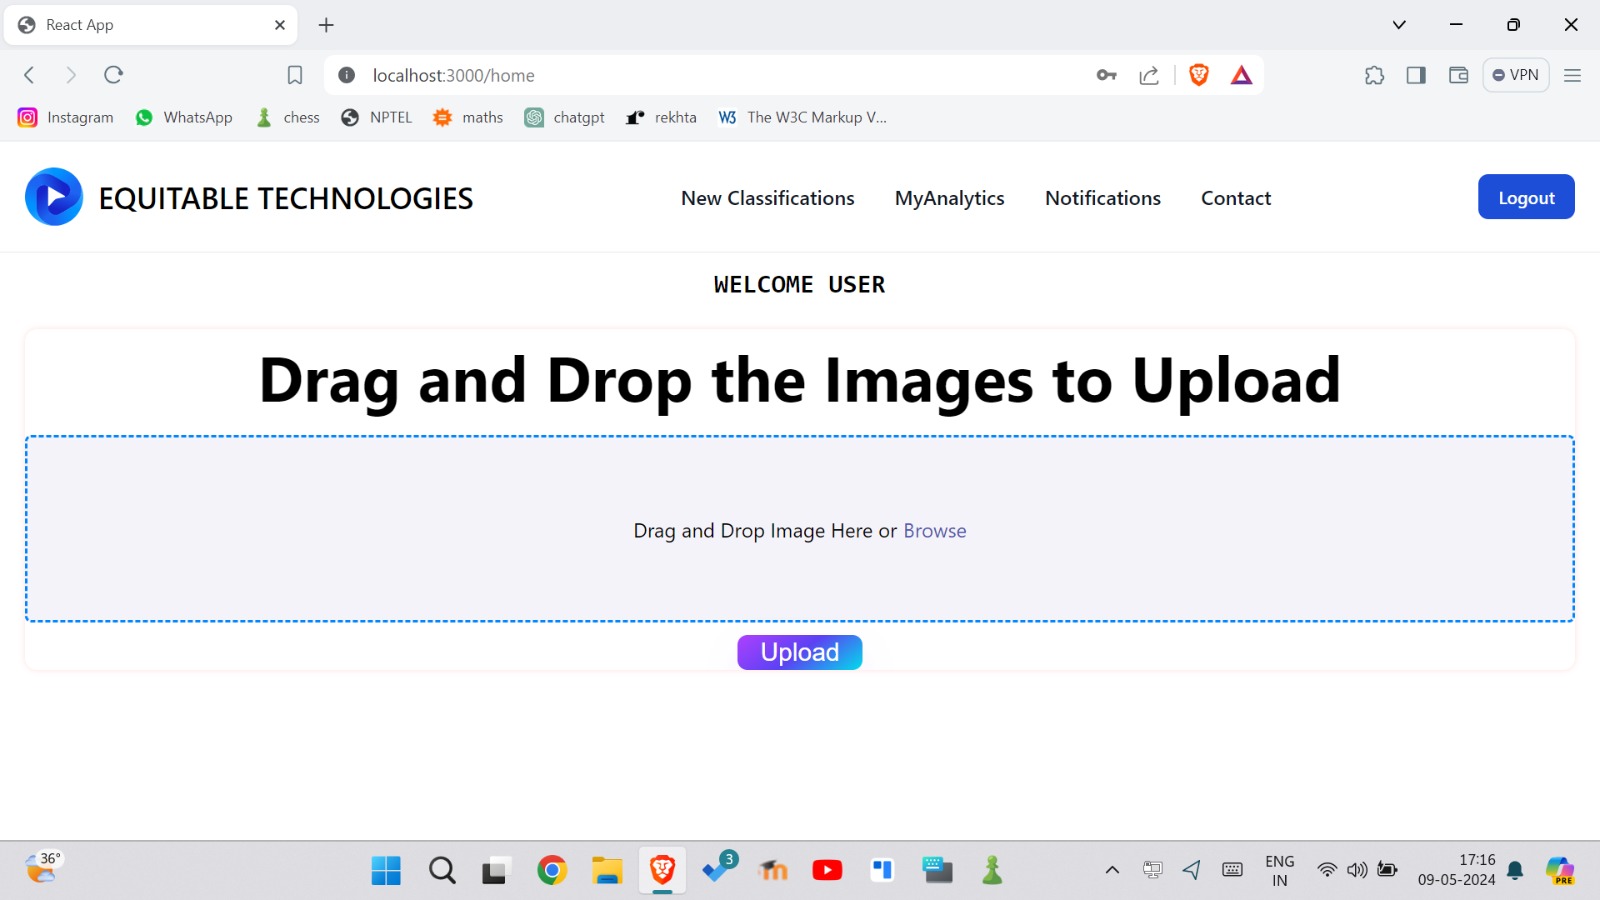 React App
localhost:3000/home
VPN
Instagram WhatsApp chess NPTEL maths chatgpt rekhta W3 The W3C Markup V...
EQUITABLE TECHNOLOGIES
New Classifications MyAnalytics Notifications Contact
Logout
WELCOME USER
Drag and Drop the Images to Upload
Drag and Drop Image Here or Browse
Upload
36°
3
ENG
IN
17:16
09-05-2024
PRE